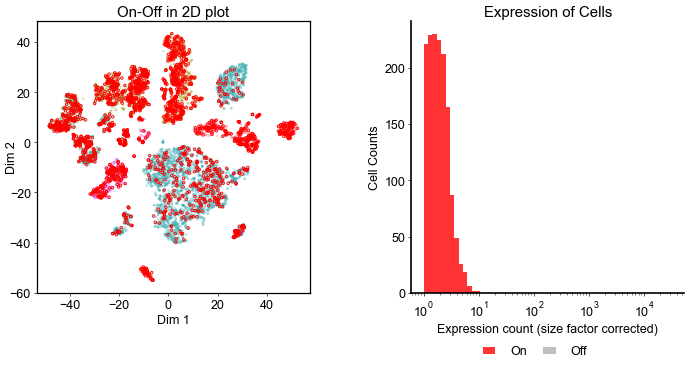 On-Off in 2D plot
40
20
0
−20
−40
−60
−40
−20
0
20
40
Dim 1
Dim 2
Expression of Cells
200
150
100
50
0
10^0
10^1
10^2
10^3
10^4
Cell Counts
Expression count (size factor corrected)
On
Off